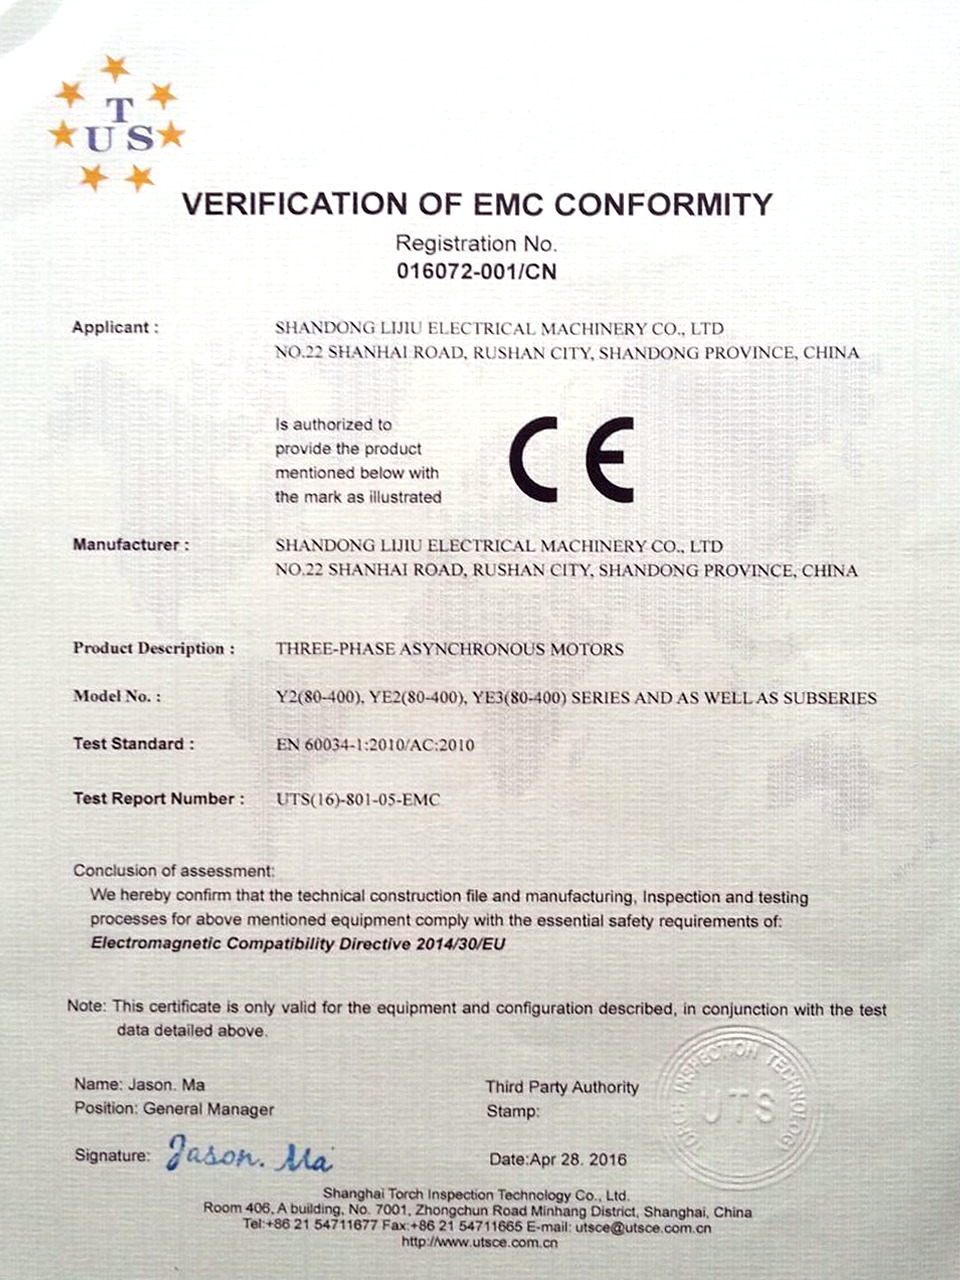 T
U S
VERIFICATION OF EMC CONFORMITY
Registration No.
016072-001/CN
Applicant : SHANDONG LIJIU ELECTRICAL MACHINERY CO., LTD
NO.22 SHANHAI ROAD, RUSHAN CITY, SHANDONG PROVINCE, CHINA
Is authorized to
provide the product
mentioned below with
the mark as illustrated
CE
Manufacturer : SHANDONG LIJIU ELECTRICAL MACHINERY CO., LTD
NO.22 SHANHAI ROAD, RUSHAN CITY, SHANDONG PROVINCE, CHINA
Product Description : THREE-PHASE ASYNCHRONOUS MOTORS
Model No. : Y2(80-400), YE2(80-400), YE3(80-400) SERIES AND AS WELL AS SUBSERIES
Test Standard : EN 60034-1:2010/AC:2010
Test Report Number : UTS(16)-801-05-EMC
Conclusion of assessment:
We hereby confirm that the technical construction file and manufacturing, Inspection and testing
processes for above mentioned equipment comply with the essential safety requirements of:
Electromagnetic Compatibility Directive 2014/30/EU
Note: This certificate is only valid for the equipment and configuration described, in conjunction with the test
data detailed above.
Name: Jason. Ma
Position: General Manager
Signature: Jason. Ma
Third Party Authority
Stamp:
INSPECTION TECHNOLOG
UTS
Date:Apr 28. 2016
Shanghai Torch Inspection Technology Co., Ltd.
Room 406, A building, No. 7001, Zhongchun Road Minhang District, Shanghai, China
Tel:+86 21 54711677 Fax:+86 21 54711665 E-mail: utsce@utsce.com.cn
http://www.utsce.com.cn